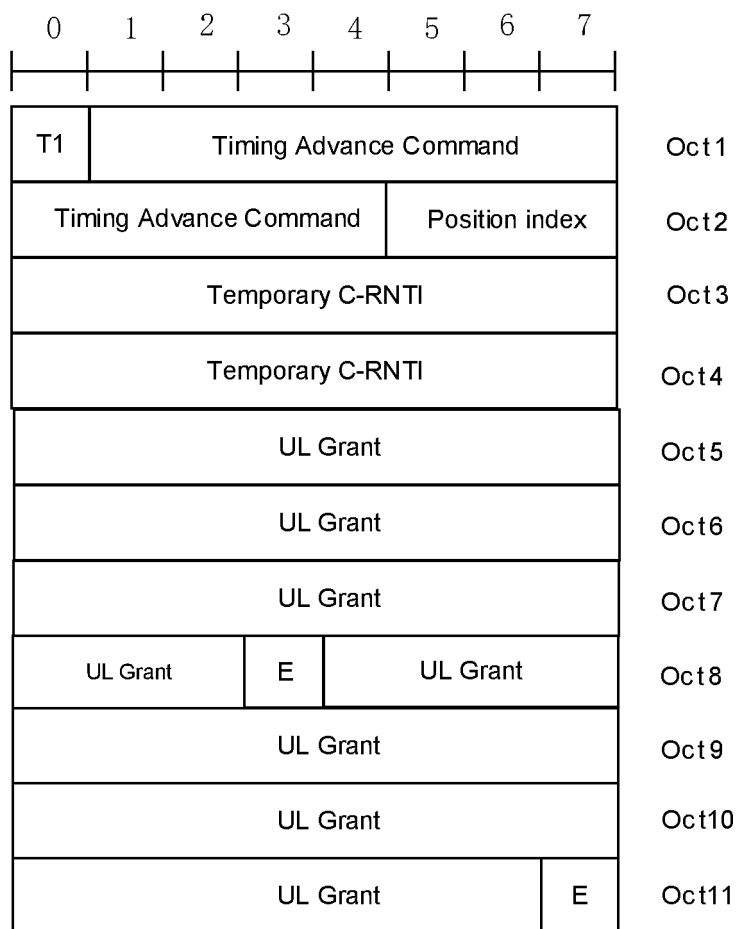 0 1 2 3 4 5 6 7
T1 Timing Advance Command Oct1
Timing Advance Command Position index Oct2
Temporary C-RNTI Oct3
Temporary C-RNTI Oct4
UL Grant Oct5
UL Grant Oct6
UL Grant Oct7
UL Grant E UL Grant Oct8
UL Grant Oct9
UL Grant Oct10
UL Grant E Oct11